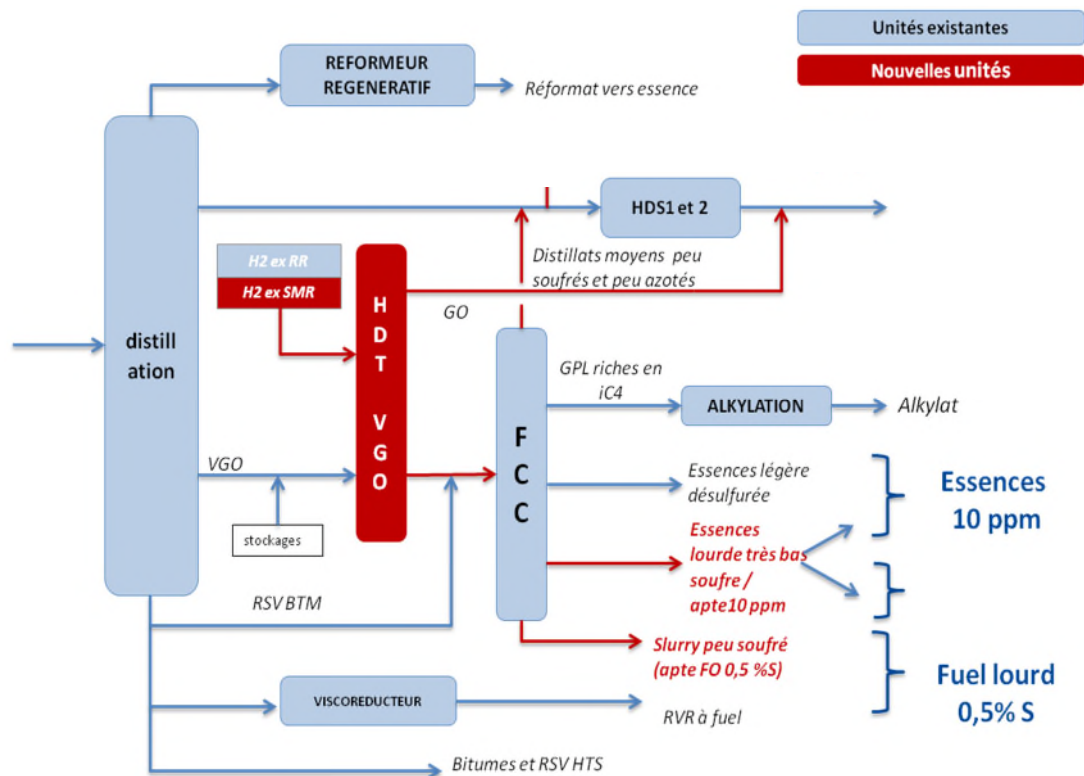 Unités existantes
Nouvelles unités
REFORMEUR
REGENERATIF
Réformat vers essence
HDS1 et 2
Distillats moyens peu
soufrés et peu azotés
H2 ex RR
H2 ex SMR
HDT VGO
GO
distill
ation
GPL riches en
iC4
ALKYLATION
Alkylat
FCC
VGO
stockages
Essences légère
désulfurée
Essences
10 ppm
Essences
lourde très bas
soufre /
apte10 ppm
RSV BTM
Slurry peu soufré
(apte FO 0,5 %S)
Fuel lourd
0,5% S
VISCOREDUCTEUR
RVR à fuel
Bitumes et RSV HTS